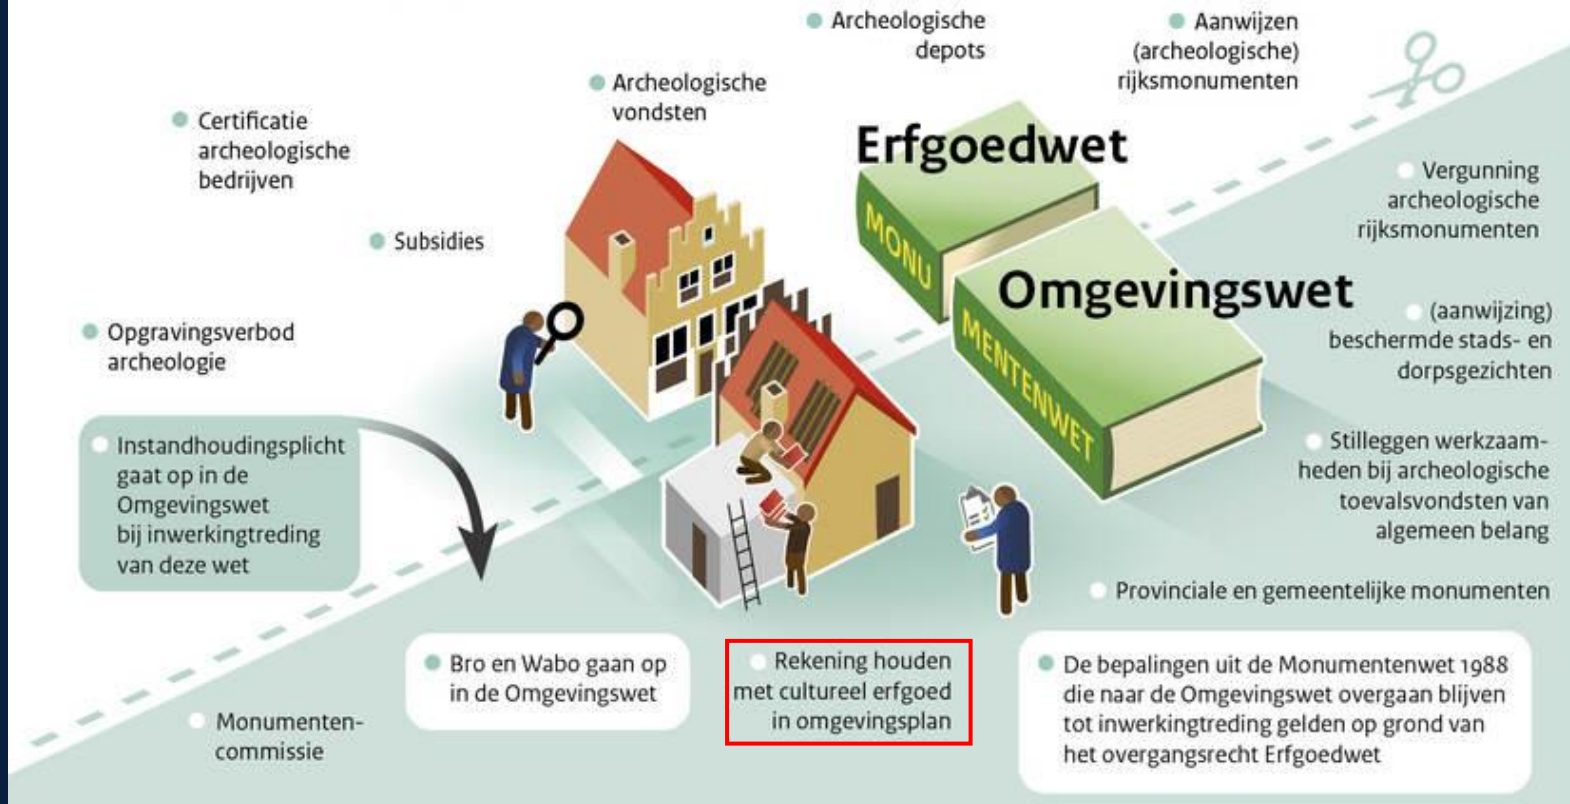 Archeologische
depots
Aanwijzen
(archeologische)
rijksmonumenten
Archeologische
vondsten
Certificatie
archeologische
bedrijven
Erfgoedwet
MONU
Vergunning
archeologische
rijksmonumenten
Subsidies
Omgevingswet
MENTENWET
Opgravingsverbod
archeologie
(aanwijzing)
beschermde stads- en
dorpsgezichten
Instandhoudingsplicht
gaat op in de
Omgevingswet
bij inwerkingtreding
van deze wet
Stilleggen werkzaam-
heden bij archeologische
toevalsvondsten van
algemeen belang
Provinciale en gemeentelijke monumenten
Bro en Wabo gaan op
in de Omgevingswet
Rekening houden
met cultureel erfgoed
in omgevingsplan
De bepalingen uit de Monumentenwet 1988
die naar de Omgevingswet overgaan blijven
tot inwerkingtreding gelden op grond van
het overgangsrecht Erfgoedwet
Monumenten-
commissie